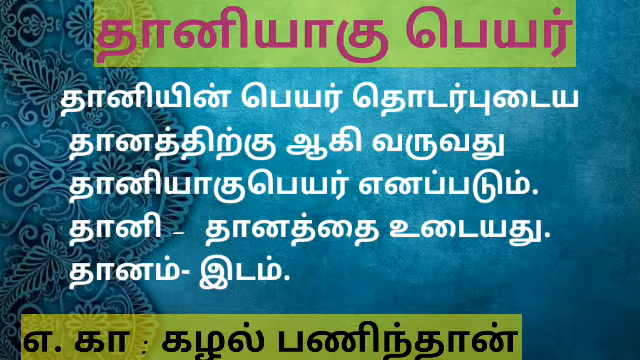 தானியாகு பெயர்
தானியின் பெயர் தொடர்புடைய
தானத்திற்கு ஆகி வருவது
தானியாகுபெயர் எனப்படும்.
தானி - தானத்தை உடையது.
தானம்- இடம்.
எ. கா : கழல் பணிந்தான்